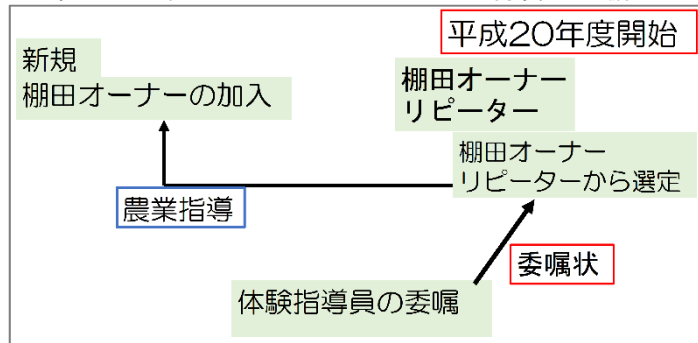 平成20年度開始
新規
棚田オーナーの加入
棚田オーナー
リピーター
棚田オーナー
リピーターから選定
農業指導
委嘱状
体験指導員の委嘱